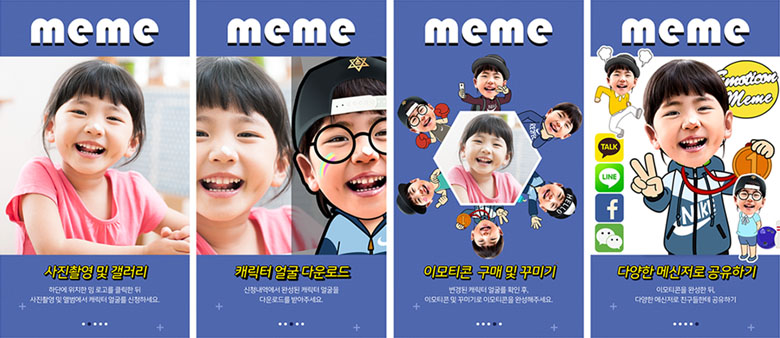 meme
사진촬영 및 갤러리
하단에 위치한 밈 로고를 클릭한 뒤
사진촬영 및 앨범에서 캐릭터 얼굴을 신청하세요.
meme
캐릭터 얼굴 다운로드
신청내역에서 완성된 캐릭터 얼굴을
다운로드를 받아주세요.
meme
이모티콘 구매 및 꾸미기
변경된 캐릭터 얼굴을 확인 후,
이모티콘 및 꾸미기로 이모티콘을 완성해주세요.
meme
Emoticon
Meme
TALK
LINE
f
Nik
다양한 메신저로 공유하기
이모티콘을 완성한 뒤,
다양한 메신저로 친구들한테 공유하기